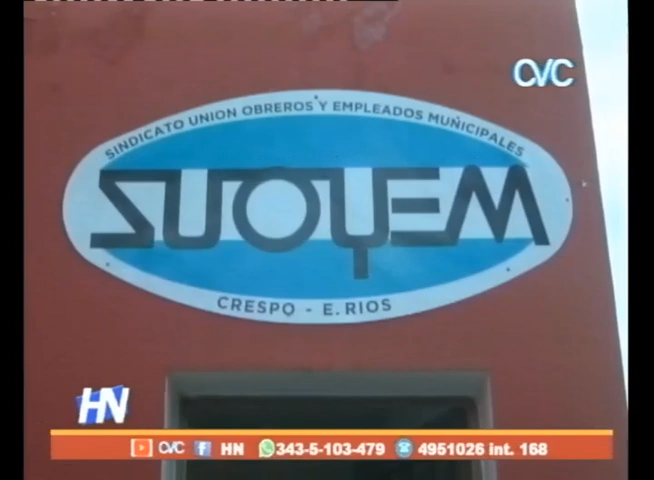 CVC
SINDICATO UNION OBREROS Y EMPLEADOS MUNICIPALES
SUOYEM
CRESPO - E. RIOS
HN
CVC HN 343-5-103-479 4951026 int. 168